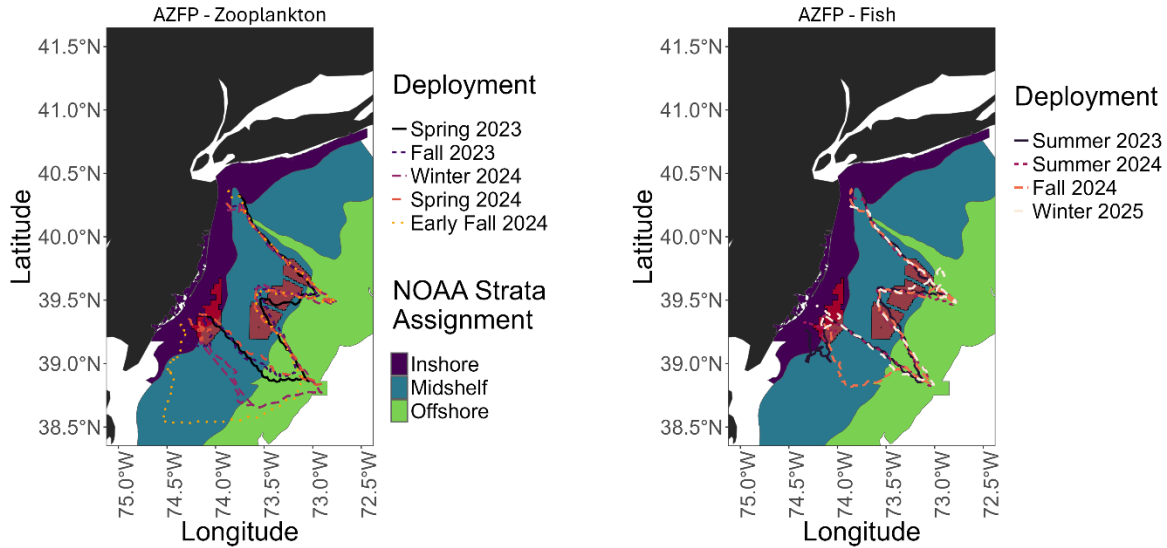 AZFP - Zooplankton
41.5°N
41.0°N
40.5°N
40.0°N
39.5°N
39.0°N
38.5°N
Latitude
75.0°W
74.5°W
74.0°W
73.5°W
73.0°W
72.5°W
Longitude
Deployment
Spring 2023
Fall 2023
Winter 2024
Spring 2024
Early Fall 2024
NOAA Strata
Assignment
Inshore
Midshelf
Offshore
AZFP - Fish
41.5°N
41.0°N
40.5°N
40.0°N
39.5°N
39.0°N
38.5°N
Latitude
75.0°W
74.5°W
74.0°W
73.5°W
73.0°W
72.5°W
Longitude
Deployment
Summer 2023
Summer 2024
Fall 2024
Winter 2025